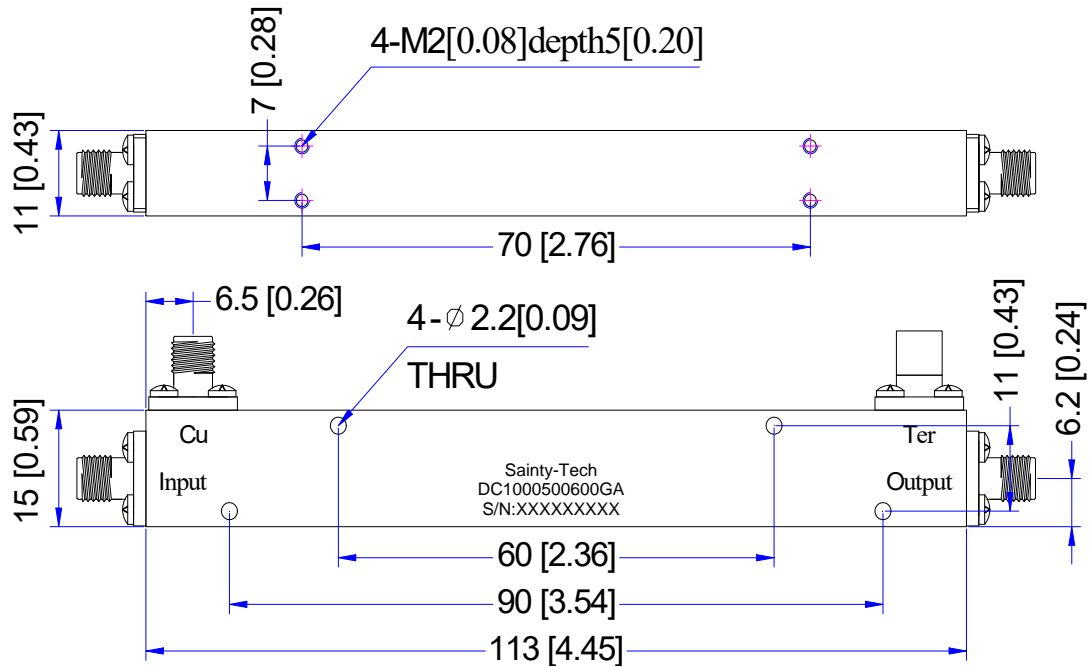 4-M2[0.08]depth5[0.20]
7 [0.28]
11 [0.43]
70 [2.76]
6.5 [0.26]
4-∅2.2[0.09]
THRU
11 [0.43]
6.2 [0.24]
15 [0.59]
Cu
Ter
Input
Output
Sainty-Tech
DC1000500600GA
S/N:XXXXXXXXX
60 [2.36]
90 [3.54]
113 [4.45]